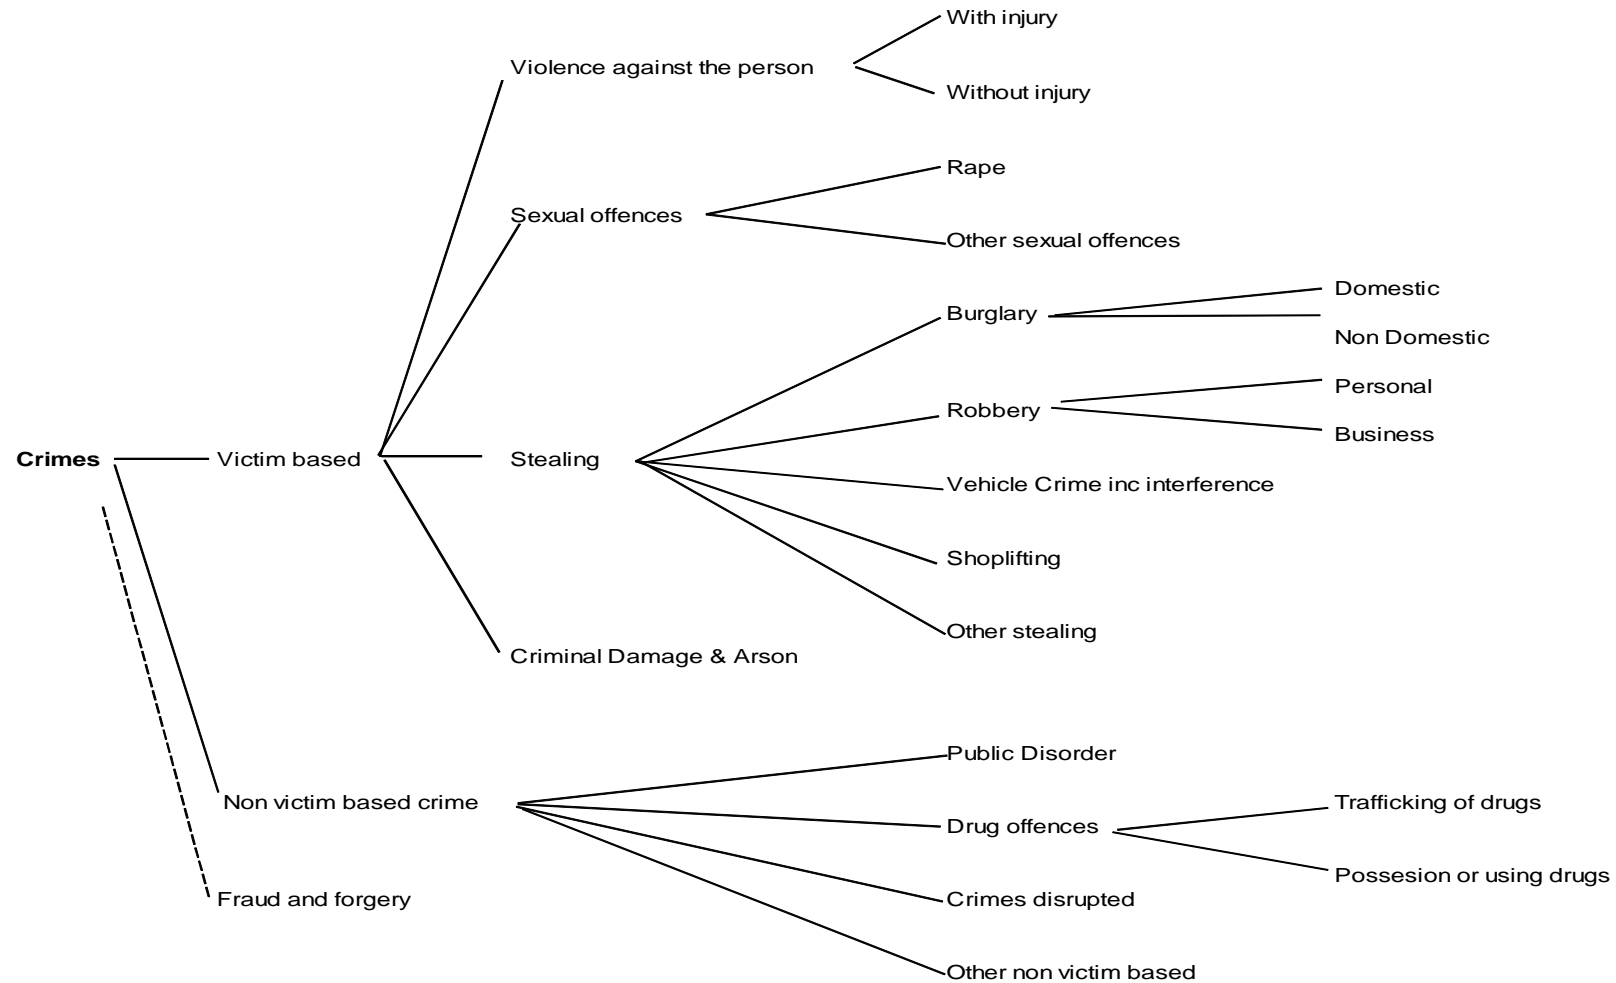 With injury
Violence against the person
Without injury
Rape
Sexual offences
Other sexual offences
Domestic
Burglary
Non Domestic
Personal
Robbery
Business
Crimes
Victim based
Stealing
Vehicle Crime inc interference
Shoplifting
Other stealing
Criminal Damage & Arson
Public Disorder
Non victim based crime
Trafficking of drugs
Drug offences
Possesion or using drugs
Fraud and forgery
Crimes disrupted
Other non victim based